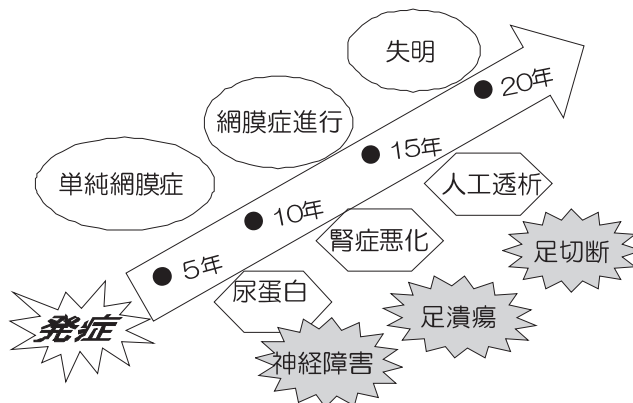 失明
20年
網膜症進行
15年
単純網膜症
人工透析
10年
腎症悪化
足切断
5年
尿蛋白
足潰瘍
発症
神経障害